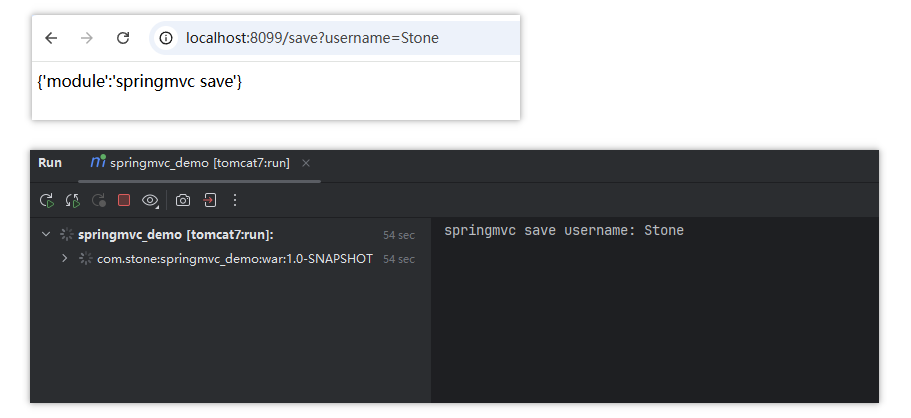 localhost:8099/save?username=Stone
{'module':'springmvc save'}
Run
springmvc_demo [tomcat7:run]
springmvc_demo [tomcat7:run]: 54 sec
springmvc save username: Stone
com.stone:springmvc_demo:war:1.0-SNAPSHOT 54 sec